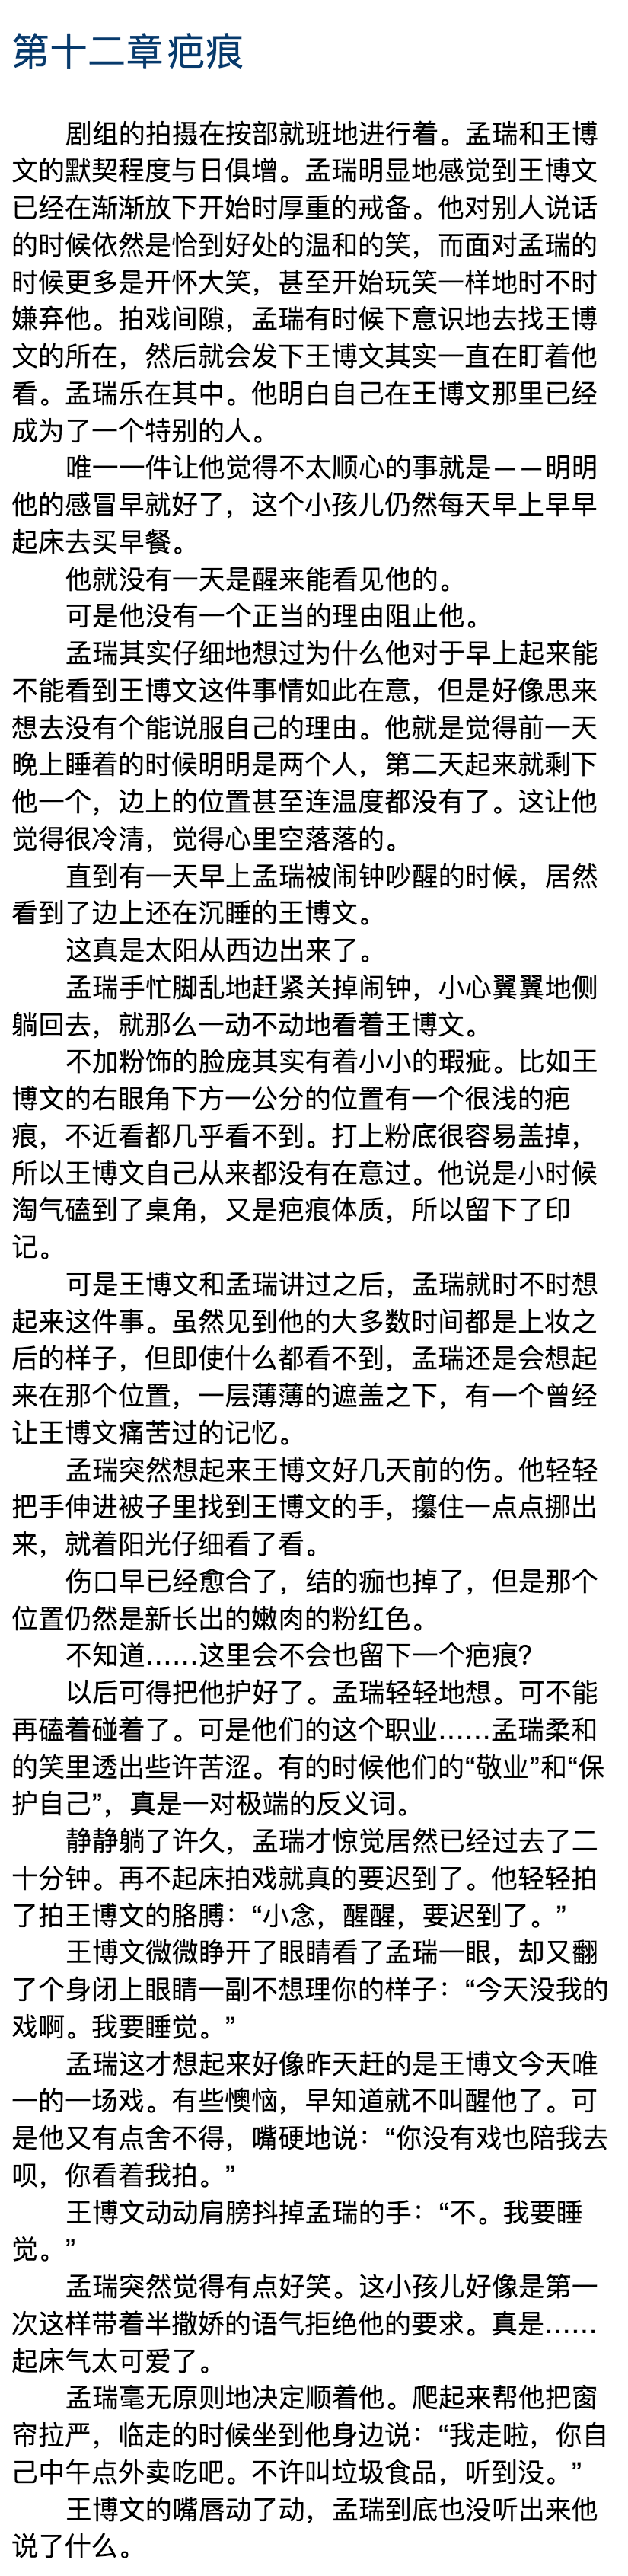 第十二章疤痕
剧组的拍摄在按部就班地进行着。孟瑞和王博
文的默契程度与日俱增。孟瑞明显地感觉到王博文
已经在渐渐放下开始时厚重的戒备。他对别人说话
的时候依然是恰到好处的温和的笑，而面对孟瑞的
时候更多是开怀大笑，甚至开始玩笑一样地时不时
嫌弃他。拍戏间隙，孟瑞有时候下意识地去找王博
文的所在，然后就会发下王博文其实一直在盯着他
看。孟瑞乐在其中。他明白自己在王博文那里已经
成为了一个特别的人。
唯一一件让他觉得不太顺心的事就是——明明
他的感冒早就好了，这个小孩儿仍然每天早上早早
起床去买早餐。
他就没有一天是醒来能看见他的。
可是他没有一个正当的理由阻止他。
孟瑞其实仔细地想过为什么他对于早上起来能
不能看到王博文这件事情如此在意，但是好像思来
想去没有个能说服自己的理由。他就是觉得前一天
晚上睡着的时候明明是两个人，第二天起来就剩下
他一个，边上的位置甚至连温度都没有了。这让他
觉得很冷清，觉得心里空落落的。
直到有一天早上孟瑞被闹钟吵醒的时候，居然
看到了边上还在沉睡的王博文。
这真是太阳从西边出来了。
孟瑞手忙脚乱地赶紧关掉闹钟，小心翼翼地侧
躺回去，就那么一动不动地看着王博文。
不加粉饰的脸庞其实有着小小的瑕疵。比如王
博文的右眼角下方一公分的位置有一个很浅的疤
痕，不近看都几乎看不到。打上粉底很容易盖掉，
所以王博文自己从来都没有在意过。他说是小时候
淘气磕到了桌角，又是疤痕体质，所以留下了印
记。
可是王博文和孟瑞讲过之后，孟瑞就时不时想
起来这件事。虽然见到他的大多数时间都是上妆之
后的样子，但即使什么都看不到，孟瑞还是会想起
来在那个位置，一层薄薄的遮盖之下，有一个曾经
让王博文痛苦过的记忆。
孟瑞突然想起来王博文好几天前的伤。他轻轻
把手伸进被子里找到王博文的手，攥住一点点挪出
来，就着阳光仔细看了看。
伤口早已经愈合了，结的痂也掉了，但是那个
位置仍然是新长出的嫩肉的粉红色。
不知道……这里会不会也留下一个疤痕？
以后可得把他护好了。孟瑞轻轻地想。可不能
再磕着碰着了。可是他们的这个职业……孟瑞柔和
的笑里透出些许苦涩。有的时候他们的“敬业”和“保
护自己”，真是一对极端的反义词。
静静躺了许久，孟瑞才惊觉居然已经过去了二
十分钟。再不起床拍戏就真的要迟到了。他轻轻拍
了拍王博文的胳膊：“小念，醒醒，要迟到了。”
王博文微微睁开了眼睛看了孟瑞一眼，却又翻
了个身闭上眼睛一副不想理你的样子：“今天没我的
戏啊。我要睡觉。”
孟瑞这才想起来好像昨天赶的是王博文今天唯
一的一场戏。有些懊恼，早知道就不叫醒他了。可
是他又有点舍不得，嘴硬地说：“你没有戏也陪我去
呗，你看着我拍。”
王博文动动肩膀抖掉孟瑞的手：“不。我要睡
觉。”
孟瑞突然觉得有点好笑。这小孩儿好像是第一
次这样带着半撒娇的语气拒绝他的要求。真是……
起床气太可爱了。
孟瑞毫无原则地决定顺着他。爬起来帮他把窗
帘拉严，临走的时候坐到他身边说：“我走啦，你自
己中午点外卖吃吧。不许叫垃圾食品，听到没。”
王博文的嘴唇动了动，孟瑞到底也没听出来他
说了什么。